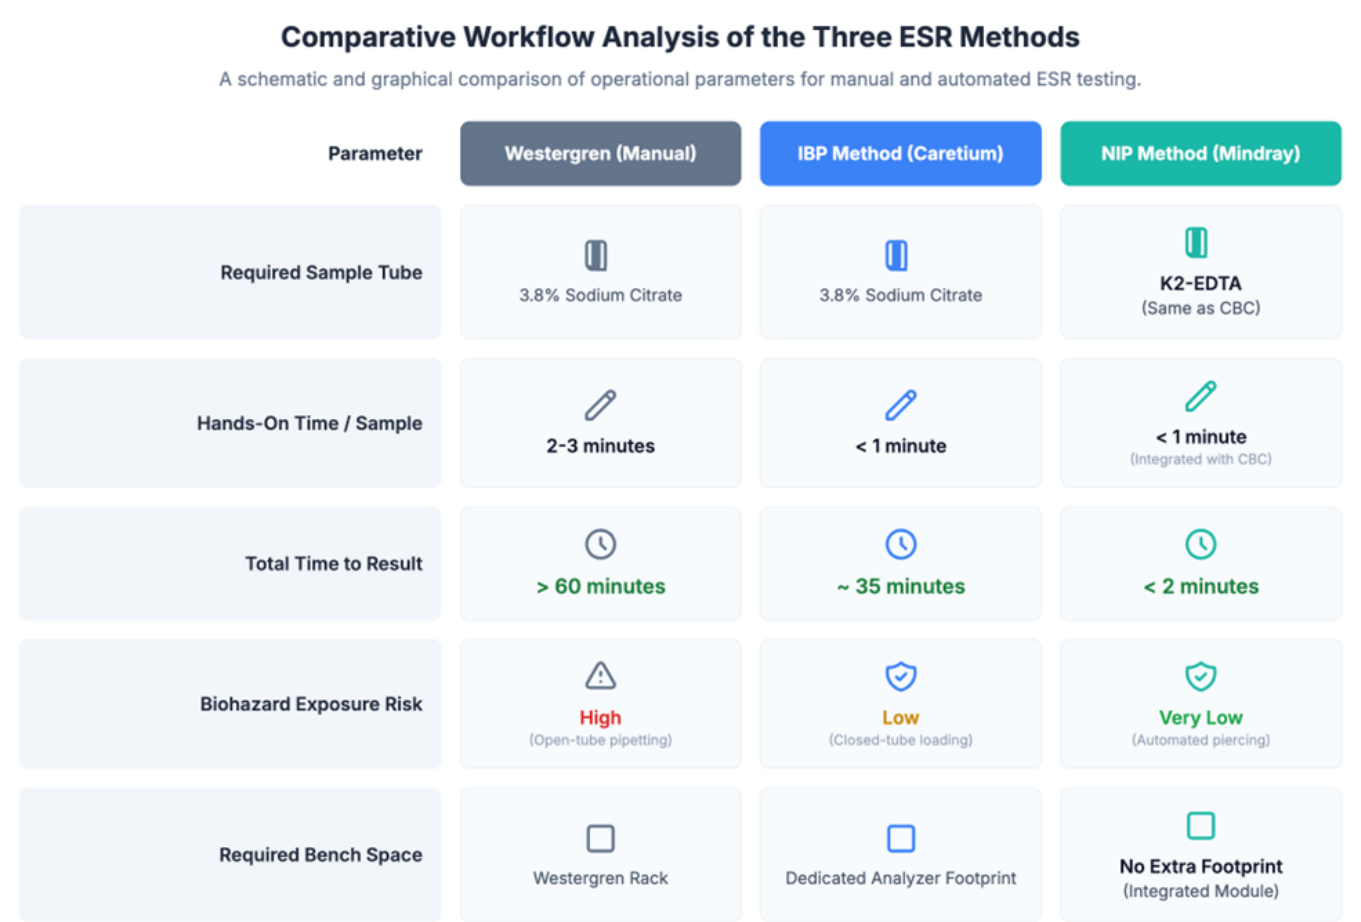 Comparative Workflow Analysis of the Three ESR Methods
A schematic and graphical comparison of operational parameters for manual and automated ESR testing.
Parameter
Westergren (Manual)
IBP Method (Caretium)
NIP Method (Mindray)
Required Sample Tube
3.8% Sodium Citrate
3.8% Sodium Citrate
K2-EDTA
(Same as CBC)
Hands-On Time / Sample
2-3 minutes
< 1 minute
< 1 minute
(Integrated with CBC)
Total Time to Result
> 60 minutes
~ 35 minutes
< 2 minutes
Biohazard Exposure Risk
High
(Open-tube pipetting)
Low
(Closed-tube loading)
Very Low
(Automated piercing)
Required Bench Space
Westergren Rack
Dedicated Analyzer Footprint
No Extra Footprint
(Integrated Module)